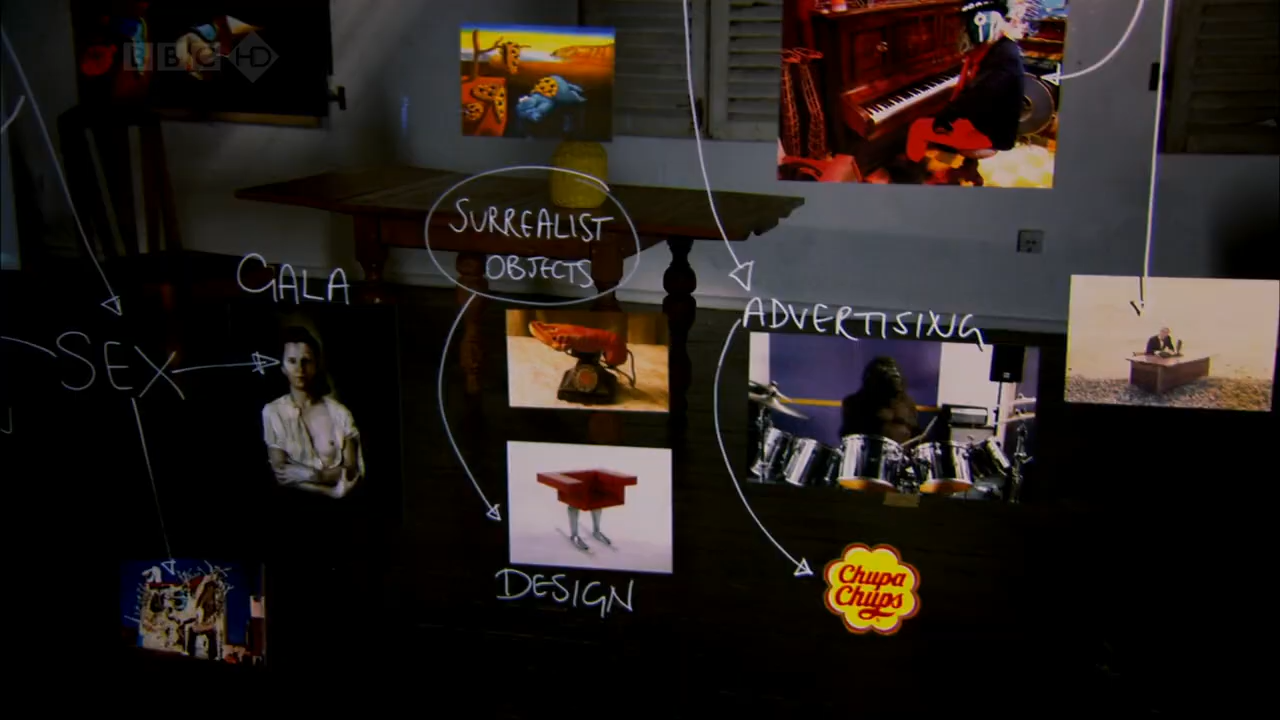 BBC HD
SURREALIST
OBJECTS
GALA
ADVERTISING
SEX
DESIGN
Chupa
Chups